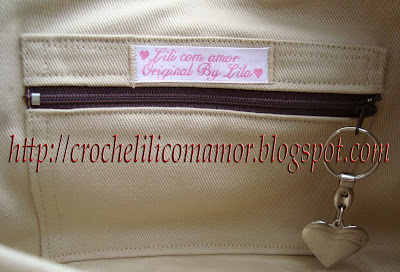 Lili com amor
Original By Lila
http://crochelilicomamor.blogspot.com